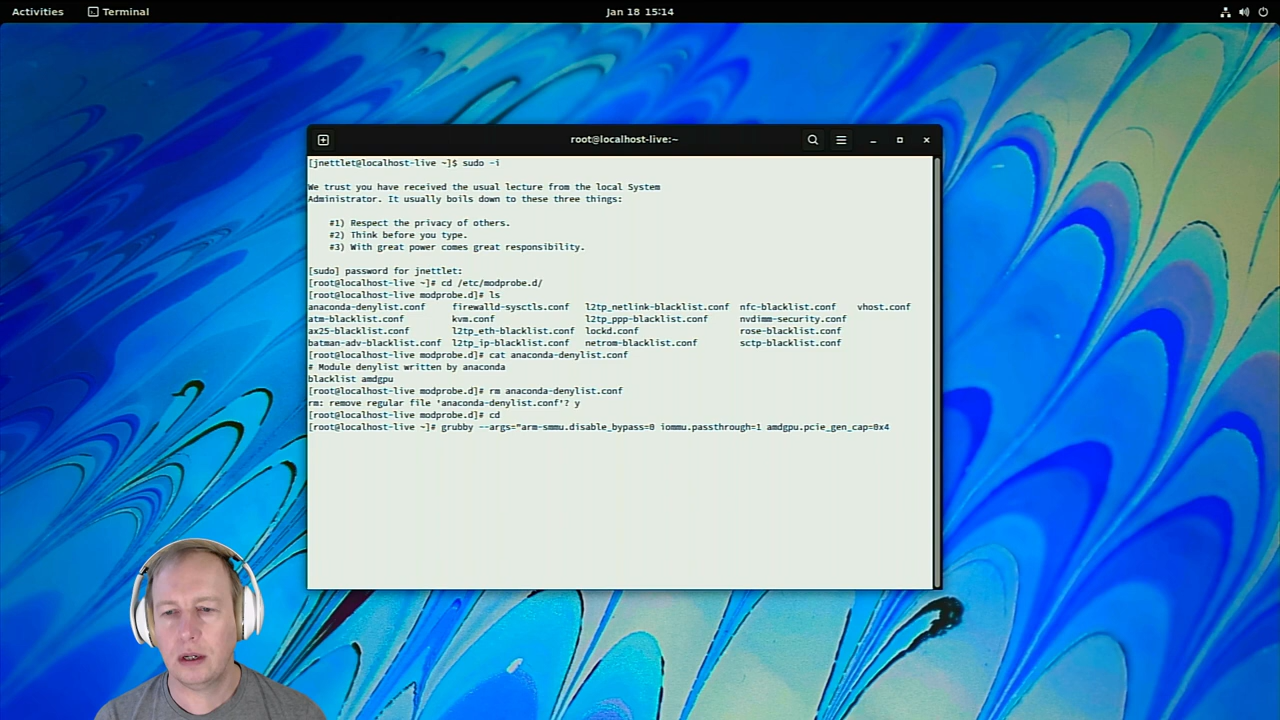 Activities Terminal Jan 18 15:14
root@localhost-live:~
[jnettlet@localhost-live ~]$ sudo -i
We trust you have received the usual lecture from the local System
Administrator. It usually boils down to these three things:
#1) Respect the privacy of others.
#2) Think before you type.
#3) With great power comes great responsibility.
[sudo] password for jnettlet:
[root@localhost-live ~]# cd /etc/modprobe.d/
[root@localhost-live modprobe.d]# ls
anaconda-denylist.conf firewalld-sysctls.conf l2tp_netlink-blacklist.conf nfc-blacklist.conf vhost.conf
atm-blacklist.conf kvm.conf l2tp_ppp-blacklist.conf nvdimm-security.conf
ax25-blacklist.conf l2tp_eth-blacklist.conf lockd.conf rose-blacklist.conf
batman-adv-blacklist.conf l2tp_ip-blacklist.conf netrom-blacklist.conf sctp-blacklist.conf
[root@localhost-live modprobe.d]# cat anaconda-denylist.conf
# Module denylist written by anaconda
blacklist amdgpu
[root@localhost-live modprobe.d]# rm anaconda-denylist.conf
rm: remove regular file 'anaconda-denylist.conf'? y
[root@localhost-live modprobe.d]# cd
[root@localhost-live ~]# grubby --args="arm-smmu.disable_bypass=0 iommu.passthrough=1 amdgpu.pcie_gen_cap=0x4